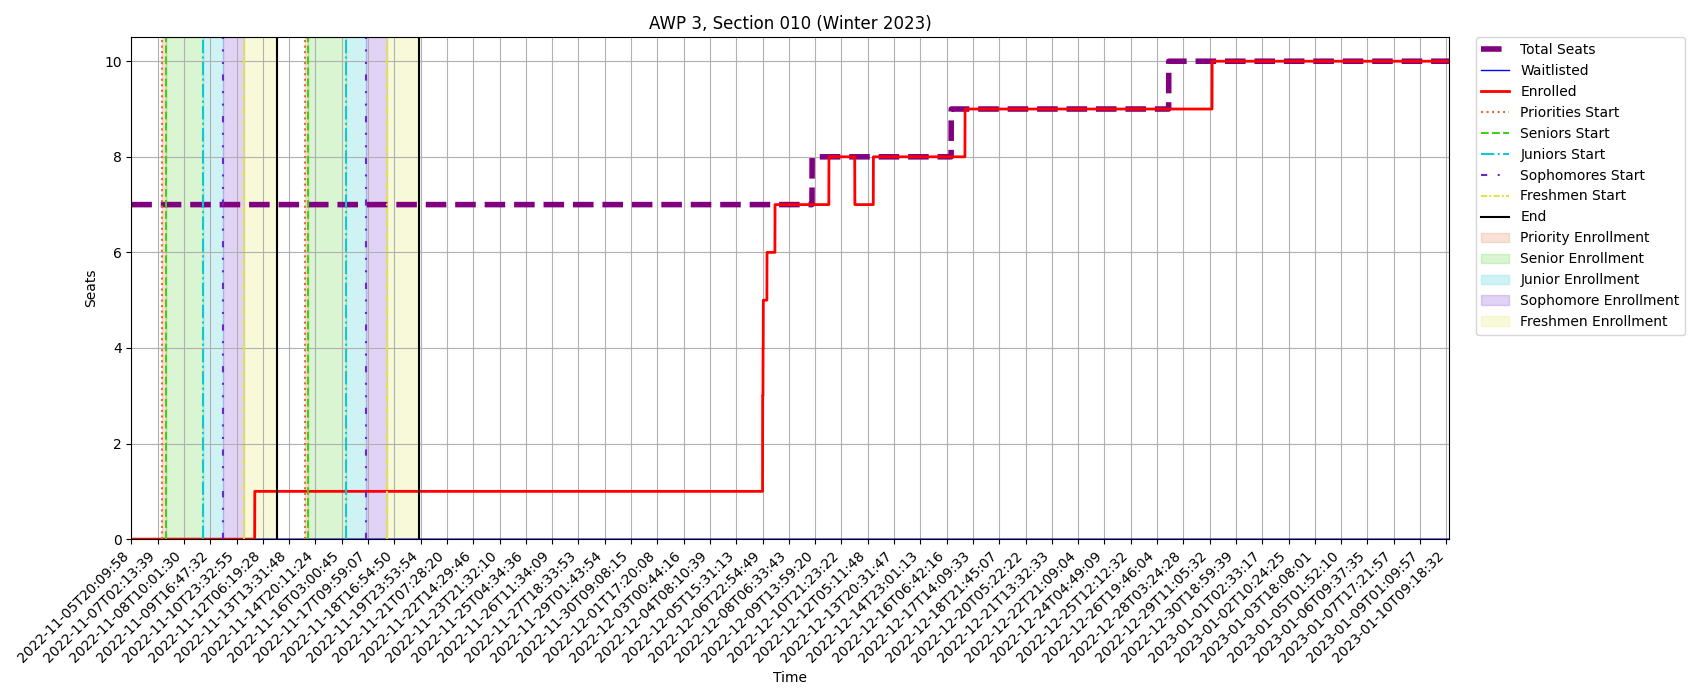 AWP 3, Section 010 (Winter 2023)
10
8
6
4
2
0
Seats
2022-11-05T20:09:58
2022-11-07T02:13:39
2022-11-08T10:01:30
2022-11-09T16:47:32
2022-11-10T23:32:55
2022-11-12T06:19:28
2022-11-13T13:31:48
2022-11-14T20:11:24
2022-11-16T03:00:45
2022-11-17T09:59:07
2022-11-18T16:54:50
2022-11-19T23:53:54
2022-11-21T07:28:20
2022-11-22T14:29:46
2022-11-23T21:32:10
2022-11-25T04:34:36
2022-11-26T11:34:09
2022-11-27T18:33:53
2022-11-29T01:43:54
2022-11-30T09:08:15
2022-12-01T17:20:08
2022-12-03T00:44:16
2022-12-04T08:10:39
2022-12-05T15:31:13
2022-12-06T22:54:49
2022-12-08T06:33:43
2022-12-09T13:59:20
2022-12-10T21:23:22
2022-12-12T05:11:48
2022-12-13T20:31:47
2022-12-14T23:01:13
2022-12-16T06:42:16
2022-12-17T14:09:33
2022-12-18T21:45:07
2022-12-20T05:22:22
2022-12-21T13:32:33
2022-12-22T21:09:04
2022-12-24T04:49:09
2022-12-25T12:12:32
2022-12-26T19:46:04
2022-12-28T03:24:28
2022-12-29T11:05:32
2022-12-30T18:59:39
2023-01-01T02:33:17
2023-01-02T10:24:25
2023-01-03T18:08:01
2023-01-05T01:52:10
2023-01-06T09:37:35
2023-01-07T17:21:57
2023-01-09T01:09:57
2023-01-10T09:18:32
Time
Total Seats
Waitlisted
Enrolled
Priorities Start
Seniors Start
Juniors Start
Sophomores Start
Freshmen Start
End
Priority Enrollment
Senior Enrollment
Junior Enrollment
Sophomore Enrollment
Freshmen Enrollment